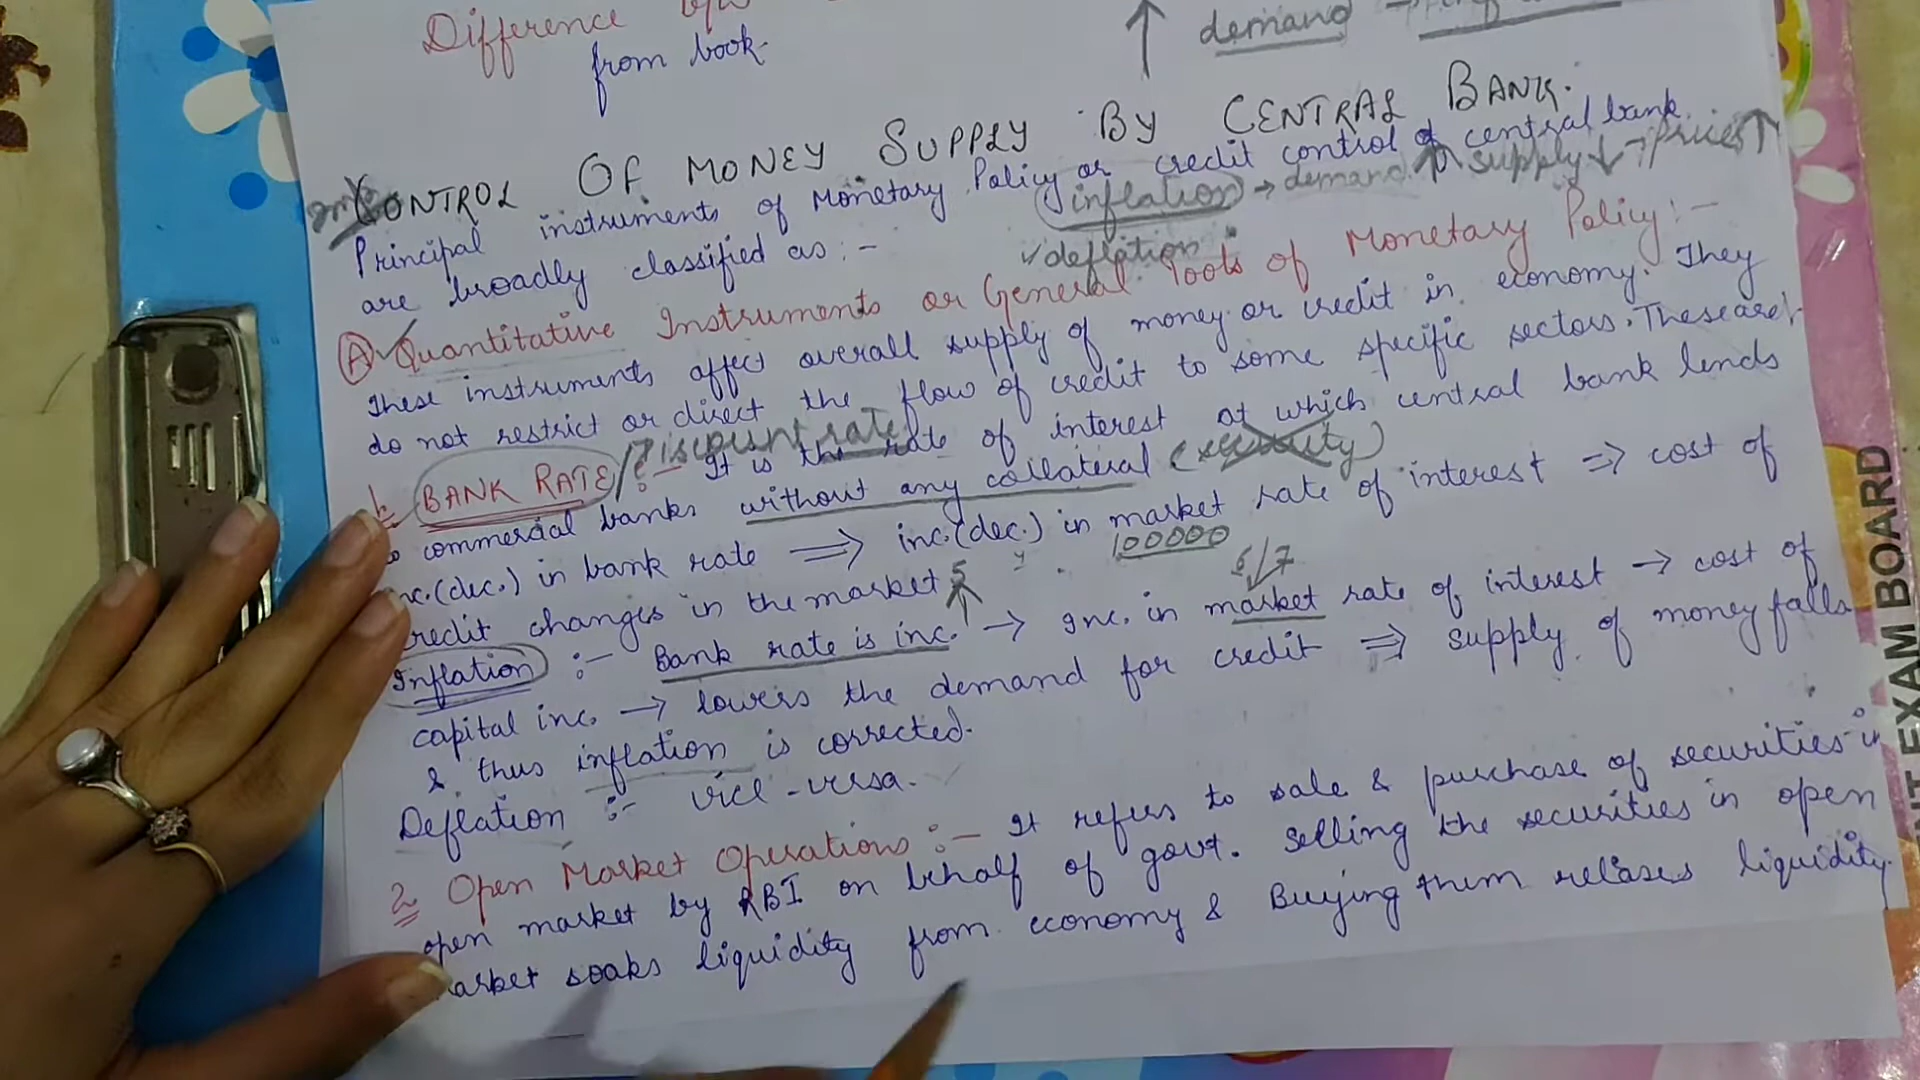 Difference b/w
from book
↑ demand →
CONTROL OF MONEY SUPPLY BY CENTRAL BANK.
Principal instruments of Monetary Policy or credit control of central bank
inflation → demand ↑ supply ↓ → prices ↑
are broadly classified as :-
✓ deflation
(A) ✓ Quantitative Instruments or General Tools of Monetary Policy :-
These instruments affect overall supply of money or credit in economy. They
do not restrict or direct the flow of credit to some specific sectors. These are:
1. BANK RATE / Discount rate :- It is the rate of interest at which central bank lends
to commercial banks without any collateral (security)
inc.(dec.) in bank rate ⇒ inc.(dec.) in market rate of interest ⇒ cost of
100000
credit changes in the market
5 6/7
Inflation :- Bank rate is inc. → Inc. in market rate of interest → cost of
capital inc. → lowers the demand for credit ⇒ supply of money falls
& thus inflation is corrected.
Deflation :- vice-versa.
2 Open Market Operations :- It refers to sale & purchase of securities in
open market by RBI on behalf of govt. Selling the securities in open
market soaks liquidity from economy & Buying them relases liquidity.
NT EXAM BOARD